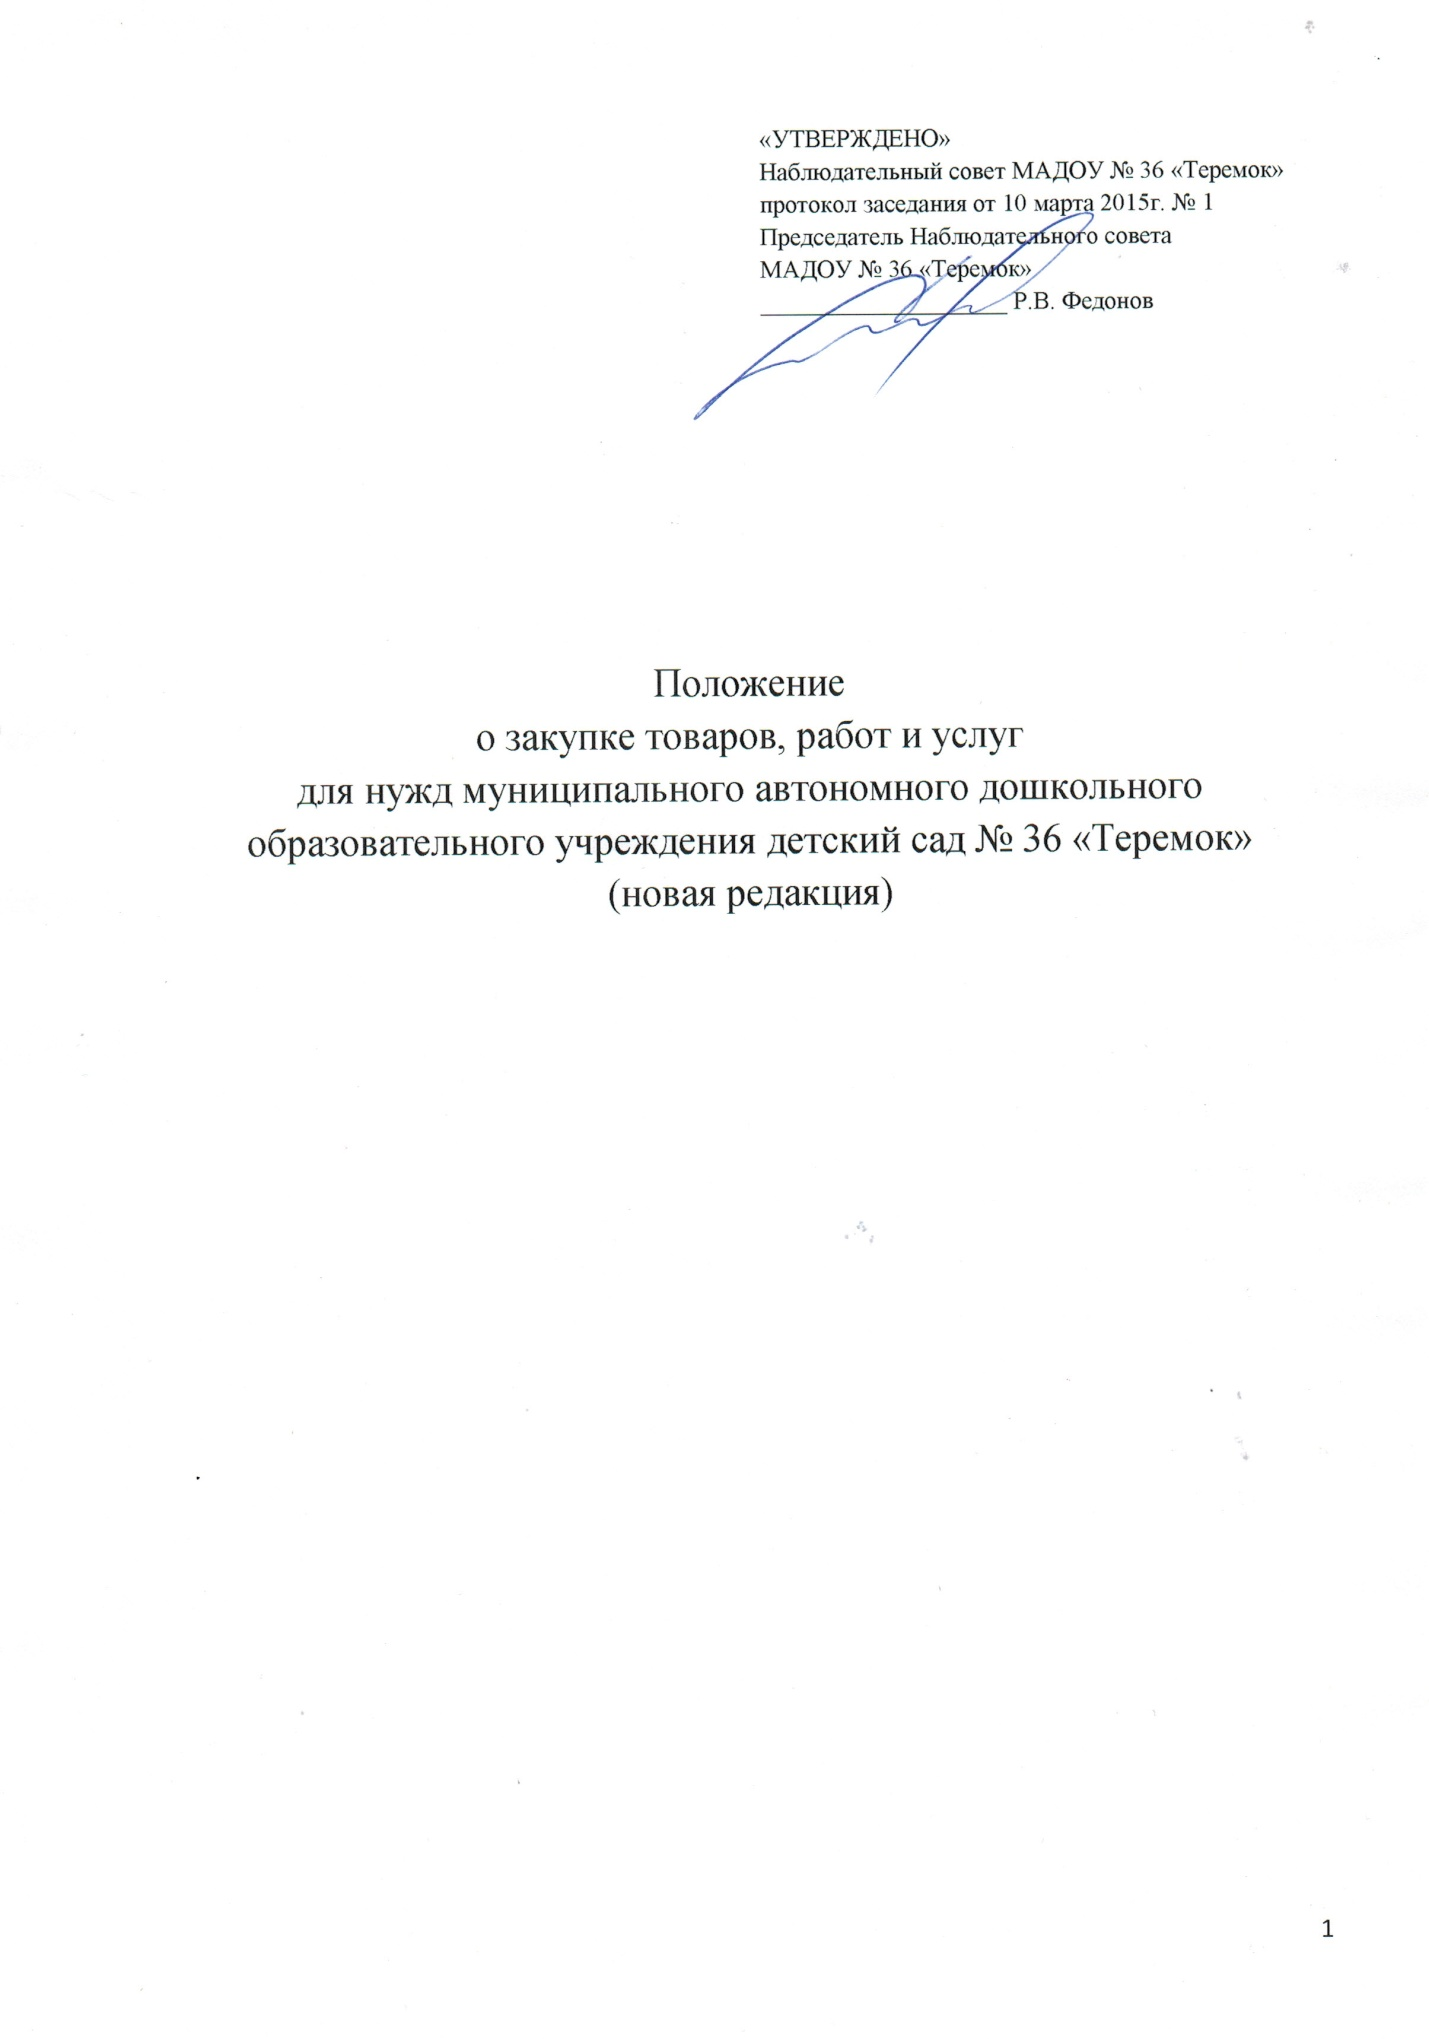 «УТВЕРЖДЕНО»
Наблюдательный совет МАДОУ № 36 «Теремок»
протокол заседания от 10 марта 2015г. № 1
Председатель Наблюдательного совета
МАДОУ № 36 «Теремок»
____________________ Р.В. Федонов
Положение
о закупке товаров, работ и услуг
для нужд муниципального автономного дошкольного
образовательного учреждения детский сад № 36 «Теремок»
(новая редакция)
1